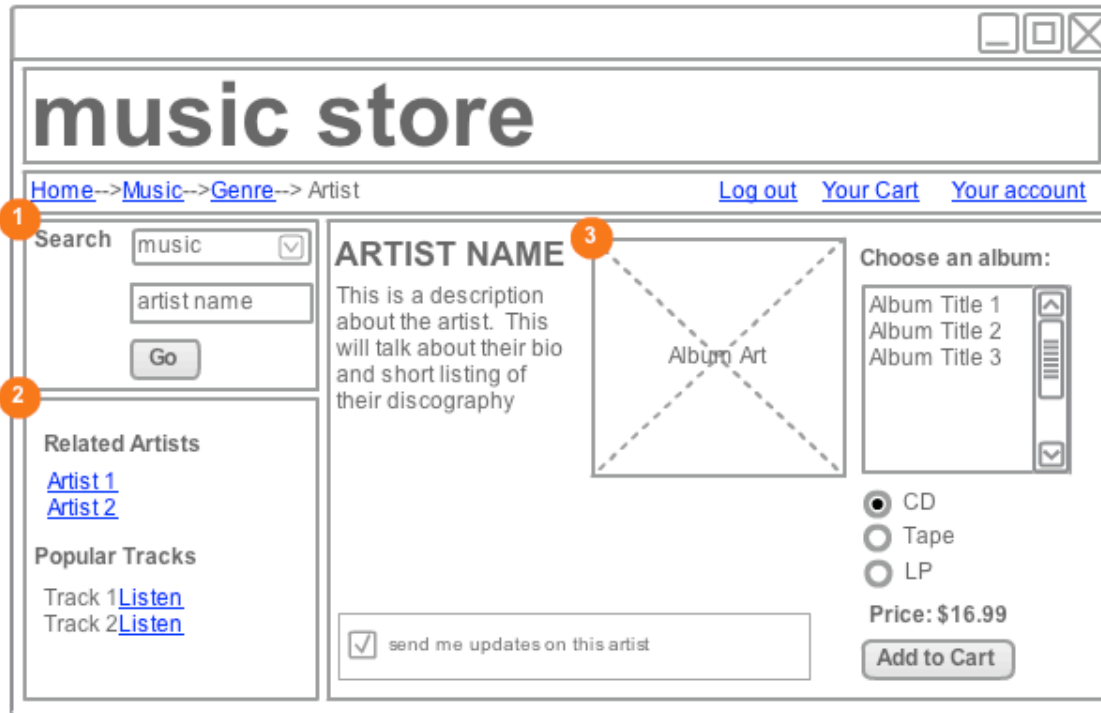 music store
Home-->Music-->Genre--> Artist
Log out Your Cart Your account
1
Search
music
artist name
Go
2
Related Artists
Artist 1
Artist 2
Popular Tracks
Track 1Listen
Track 2Listen
ARTIST NAME
This is a description
about the artist. This
will talk about their bio
and short listing of
their discography
3
Album Art
send me updates on this artist
Choose an album:
Album Title 1
Album Title 2
Album Title 3
CD
Tape
LP
Price: $16.99
Add to Cart